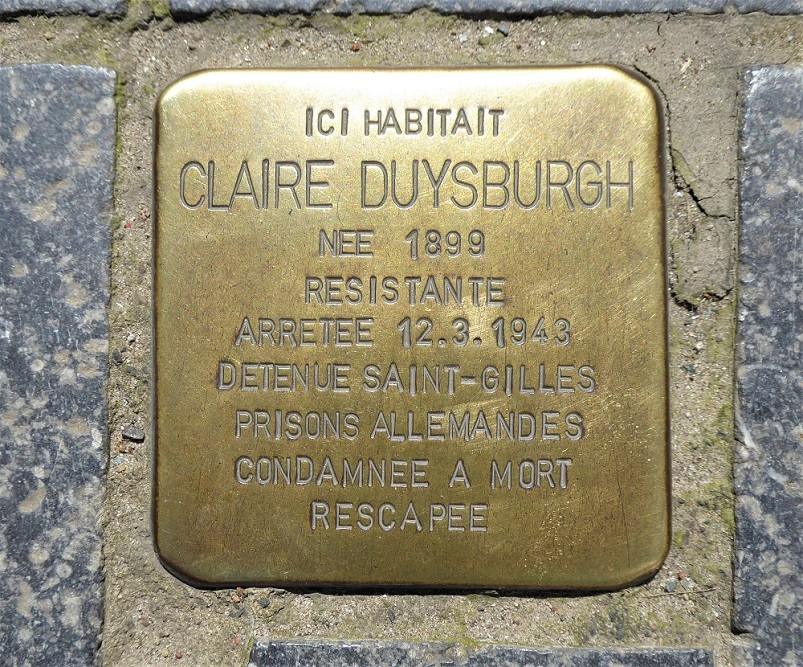 ICI HABITAIT
CLAIRE DUYSBURGH
NEE 1899
RESISTANTE
ARRETEE 12.3.1943
DETENUE SAINT-GILLES
PRISONS ALLEMANDES
CONDAMNEE A MORT
RESCAPEE